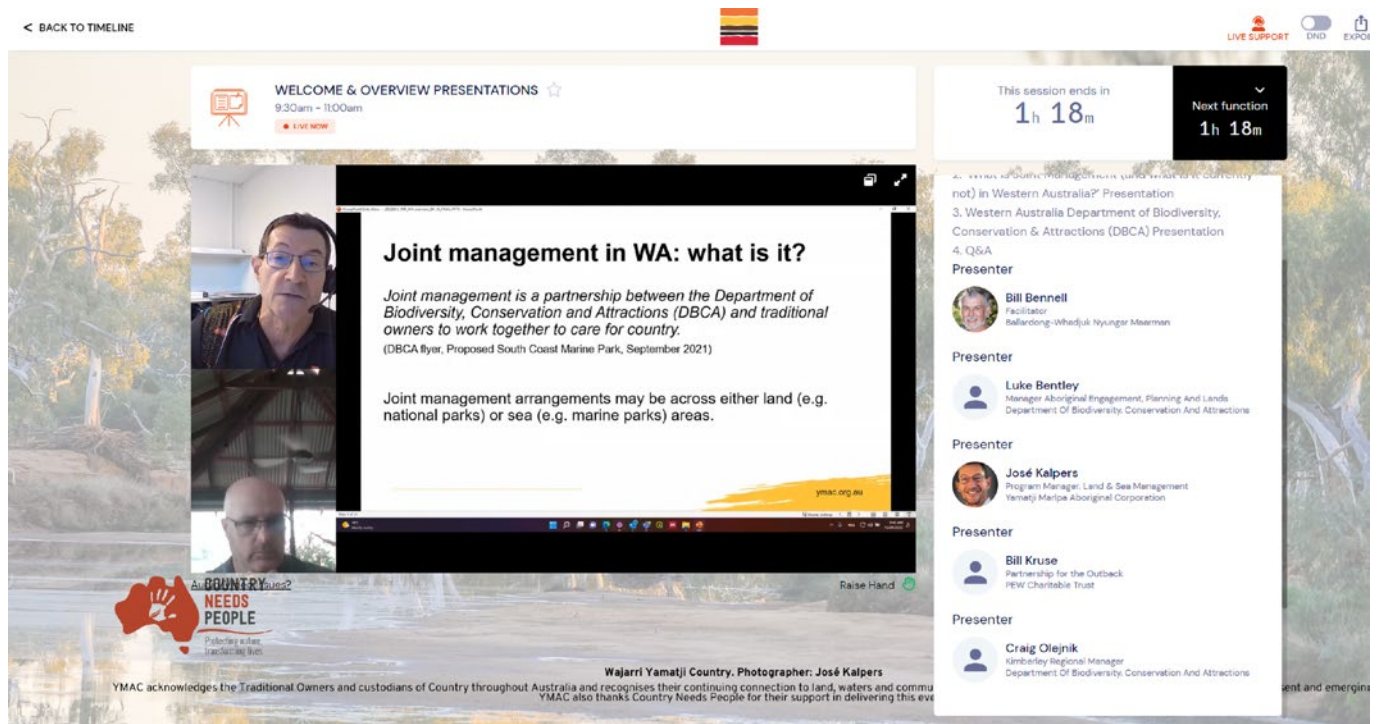 < BACK TO TIMELINE
LIVE SUPPORT
DND
WELCOME & OVERVIEW PRESENTATIONS
9:30am - 11:00am
LIVE NOW
This session ends in
1h 18m
Next function
1h 18m
Joint management in WA: what is it?
Joint management is a partnership between the Department of
Biodiversity, Conservation and Attractions (DBCA) and traditional
owners to work together to care for country.
(DBCA flyer, Proposed South Coast Marine Park, September 2021)
Joint management arrangements may be across either land (e.g.
national parks) or sea (e.g. marine parks) areas.
ymac.org.au
not) in Western Australia?' Presentation
3. Western Australia Department of Biodiversity,
Conservation & Attractions (DBCA) Presentation
4. Q&A
Presenter
Bill Bennell
Facilitator
Ballardong-Whadjuk Nyungar Maarman
Presenter
Luke Bentley
Manager Aboriginal Engagement, Planning And Lands
Department Of Biodiversity, Conservation And Attractions
Presenter
José Kalpers
Program Manager, Land & Sea Management
Yamatji Marlpa Aboriginal Corporation
Presenter
Bill Kruse
Partnership for the Outback
PEW Charitable Trust
Presenter
Craig Olejnik
Kimberley Regional Manager
Department Of Biodiversity, Conservation And Attractions
Raise Hand
COUNTRY
NEEDS
PEOPLE
Protecting nature,
transforming lives
Wajarri Yamatji Country. Photographer: José Kalpers
YMAC acknowledges the Traditional Owners and custodians of Country throughout Australia and recognises their continuing connection to land, waters and commu
YMAC also thanks Country Needs People for their support in delivering this eve